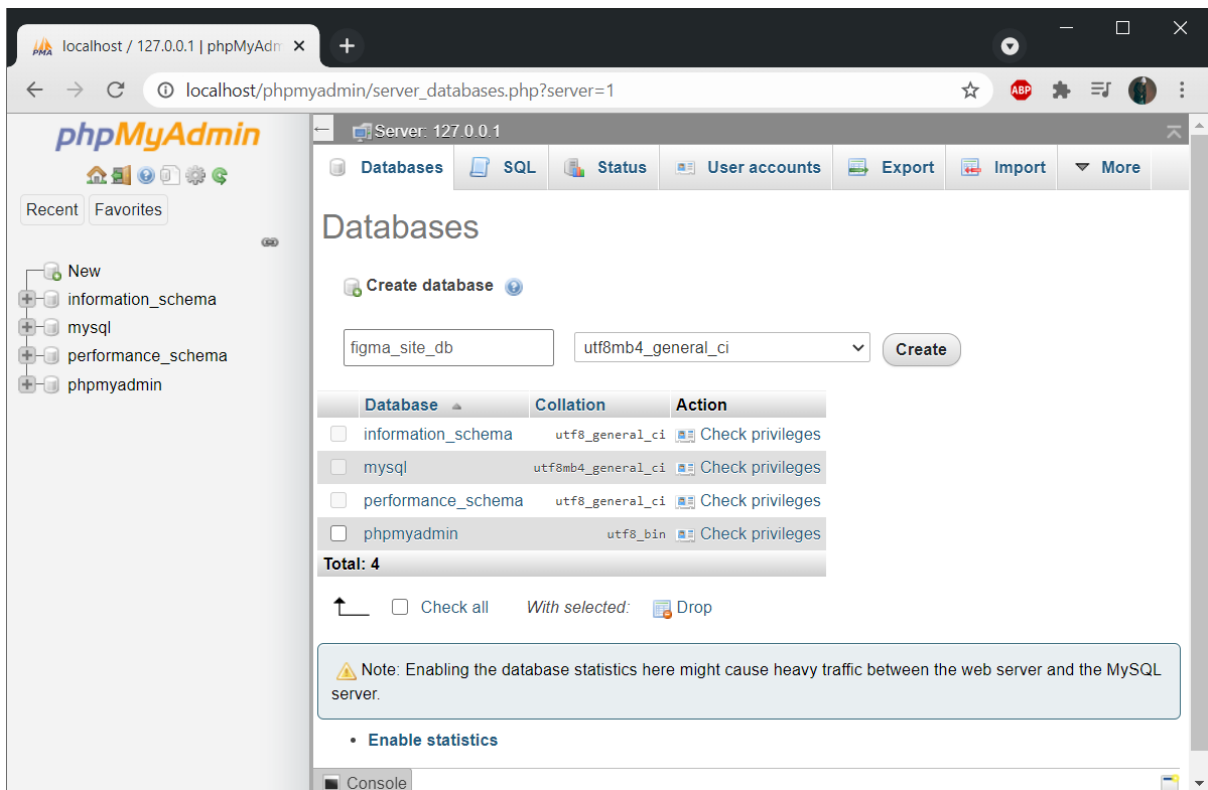 localhost / 127.0.0.1 | phpMyAdm
localhost/phpmyadmin/server_databases.php?server=1
ABP
phpMyAdmin
Recent Favorites
New
information_schema
mysql
performance_schema
phpmyadmin
Server: 127.0.0.1
Databases SQL Status User accounts Export Import More
Databases
Create database
figma_site_db utf8mb4_general_ci Create
Database Collation Action
information_schema utf8_general_ci Check privileges
mysql utf8mb4_general_ci Check privileges
performance_schema utf8_general_ci Check privileges
phpmyadmin utf8_bin Check privileges
Total: 4
Check all With selected: Drop
Note: Enabling the database statistics here might cause heavy traffic between the web server and the MySQL
server.
• Enable statistics
Console